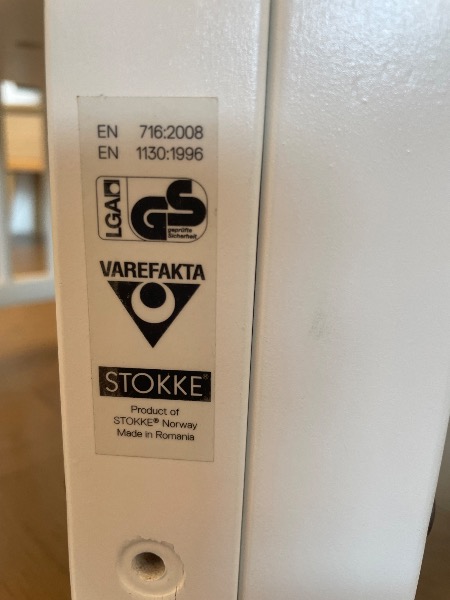 EN 716:2008
EN 1130:1996
LGA GS
geprüfte
Sicherheit
VAREFAKTA
STOKKE®
Product of
STOKKE® Norway
Made in Romania